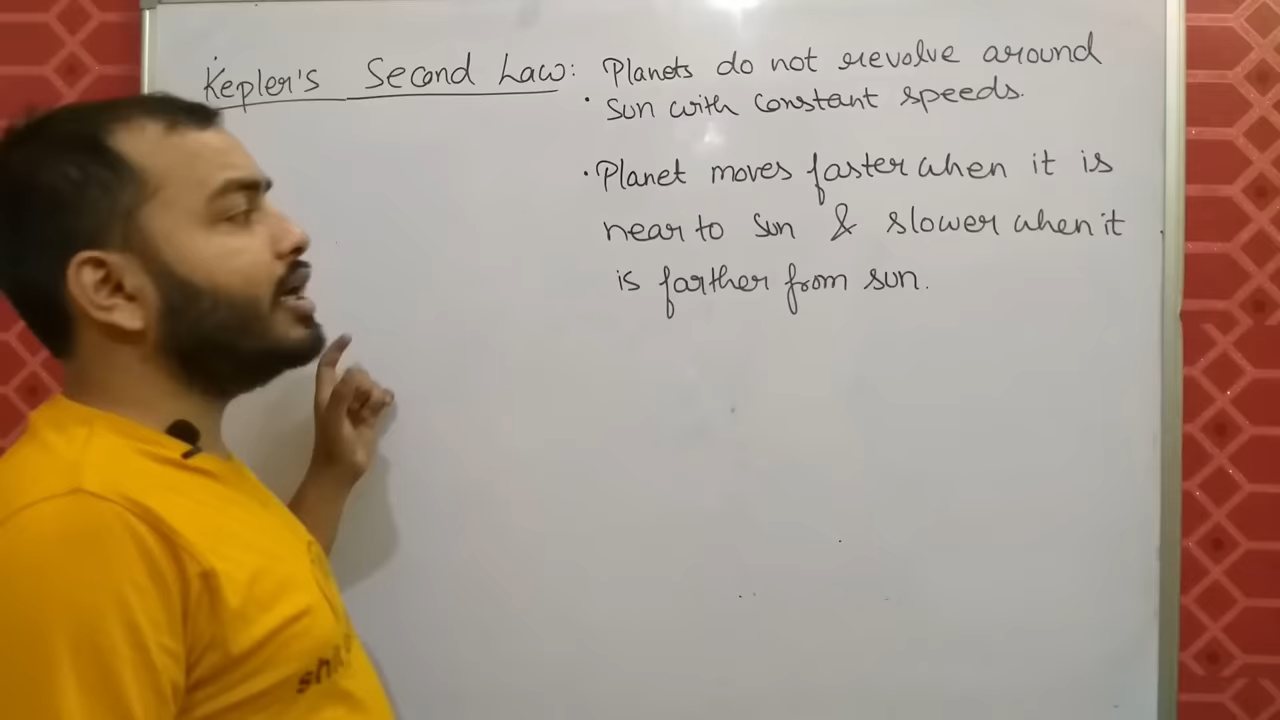 Kepler's Second Law: Planets do not revolve around
· Sun with constant speeds.
· Planet moves faster when it is
near to Sun & slower when it
is farther from sun.